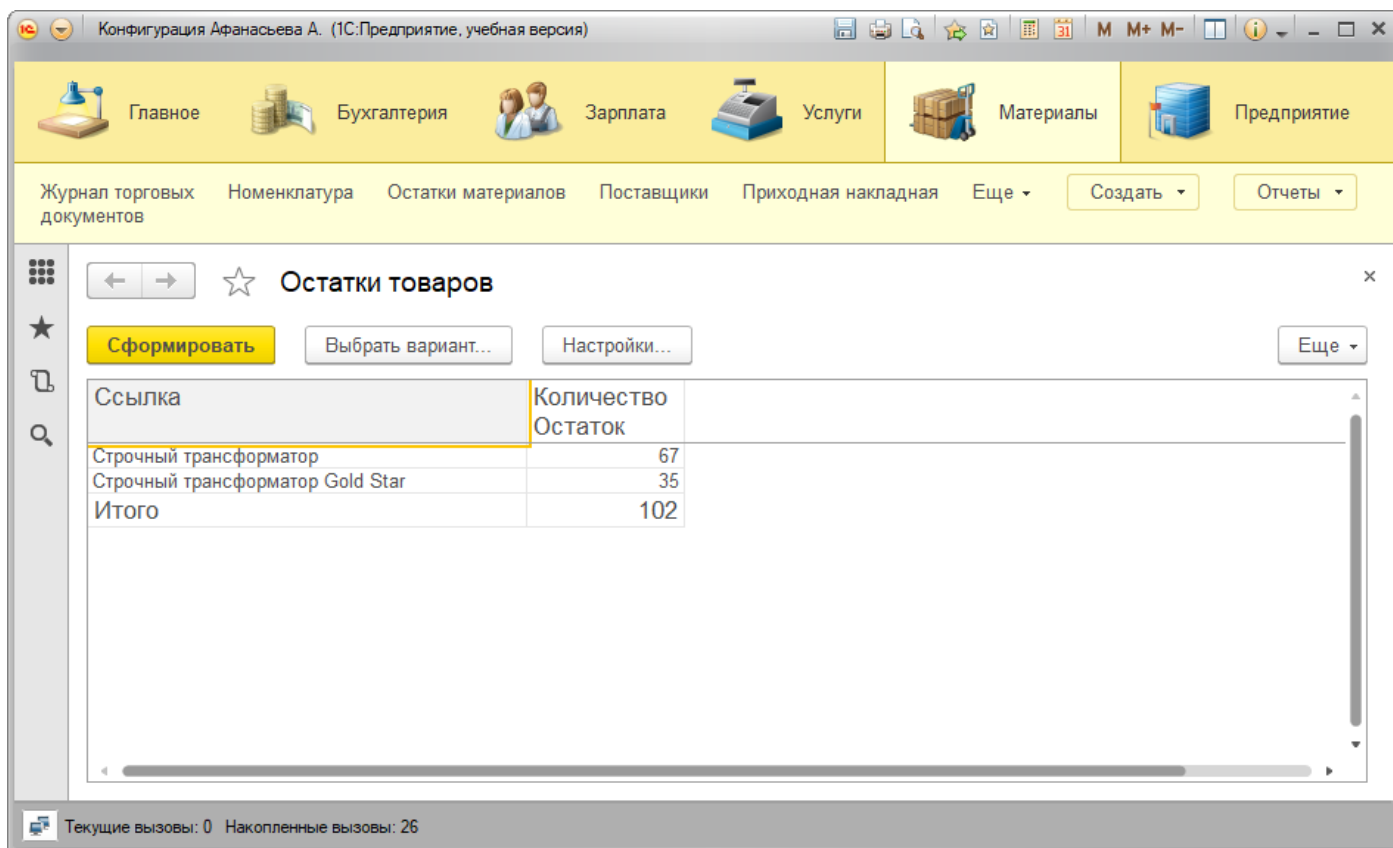 Конфигурация Афанасьева А. (1С:Предприятие, учебная версия)
M M+ M-
31
Главное Бухгалтерия Зарплата Услуги Материалы Предприятие
Журнал торговых документов Номенклатура Остатки материалов Поставщики Приходная накладная Еще Создать Отчеты
Остатки товаров
Сформировать Выбрать вариант... Настройки... Еще
Ссылка Количество Остаток
Строчный трансформатор 67
Строчный трансформатор Gold Star 35
Итого 102
Текущие вызовы: 0 Накопленные вызовы: 26